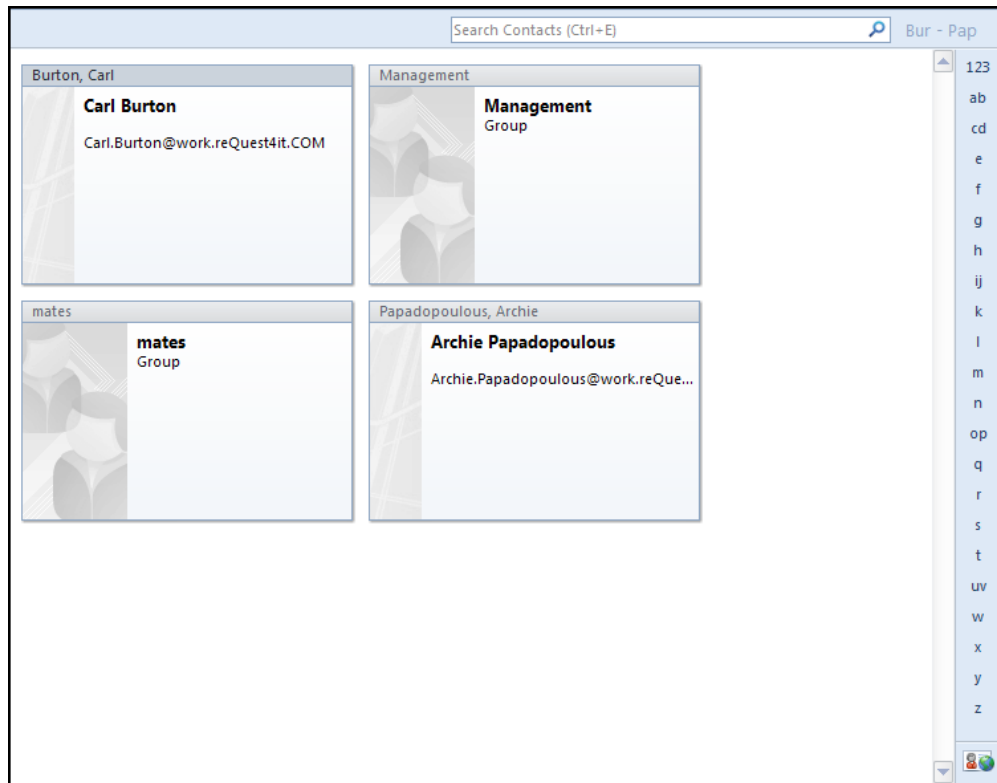 Search Contacts (Ctrl+E)
Bur - Pap
Burton, Carl
Carl Burton
Carl.Burton@work.reQuest4it.COM
Management
Management
Group
mates
mates
Group
Papadopoulous, Archie
Archie Papadopoulous
Archie.Papadopoulous@work.reQue...
123
ab
cd
e
f
g
h
ij
k
l
m
n
op
q
r
s
t
uv
w
x
y
z